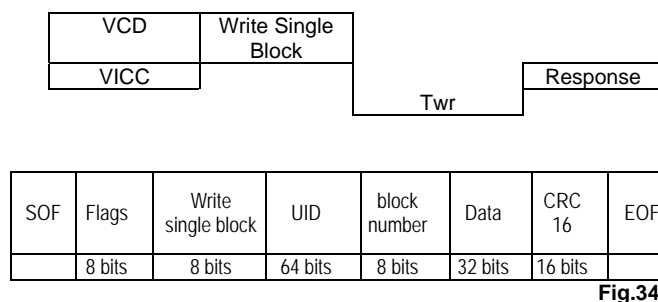 VCD Write Single
Block
VICC Response
Twr
SOF Flags Write single block UID block number Data CRC 16 EOF
8 bits 8 bits 64 bits 8 bits 32 bits 16 bits
Fig.34